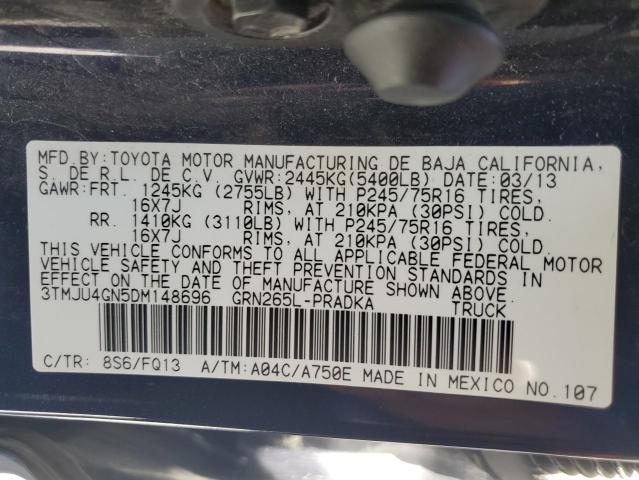 MFD.BY:TOYOTA MOTOR MANUFACTURING DE BAJA CALIFORNIA,
S. DE R.L. DE C.V. GVWR:2445KG(5400LB) DATE:03/13
GAWR:FRT. 1245KG (2755LB) WITH P245/75R16 TIRES,
16X7J RIMS, AT 210KPA (30PSI) COLD.
RR. 1410KG (3110LB) WITH P245/75R16 TIRES,
16X7J RIMS, AT 210KPA (30PSI) COLD.
THIS VEHICLE CONFORMS TO ALL APPLICABLE FEDERAL MOTOR
VEHICLE SAFETY AND THEFT PREVENTION STANDARDS IN
EFFECT ON THE DATE OF MANUFACTURE SHOWN ABOVE.
3TMJU4GN5DM148696 GRN265L-PRADKA TRUCK
C/TR: 8S6/FQ13 A/TM:A04C/A750E MADE IN MEXICO NO.107